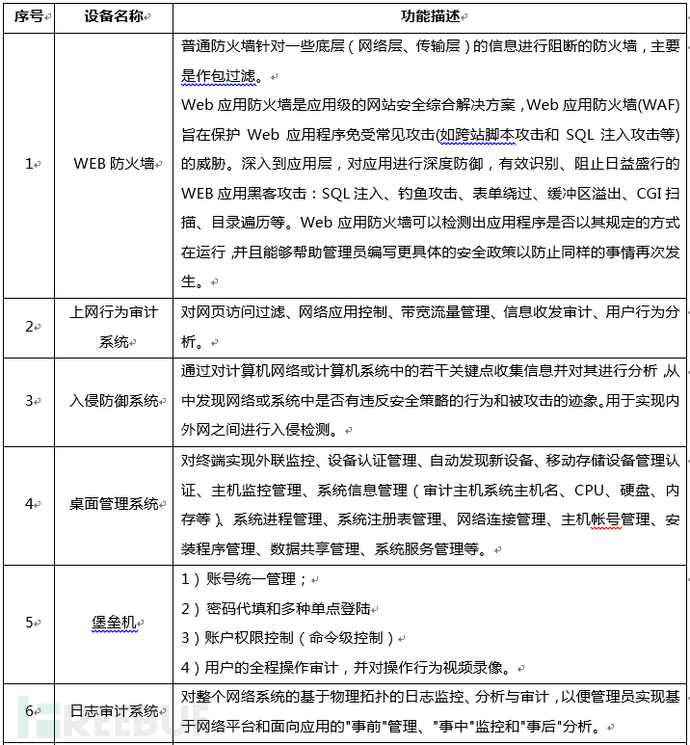 序号 设备名称 功能描述
普通防火墙针对一些底层（网络层、传输层）的信息进行阻断的防火墙，主要
是作包过滤。
Web 应用防火墙是应用级的网站安全综合解决方案，Web 应用防火墙(WAF)
旨在保护 Web 应用程序免受常见攻击(如跨站脚本攻击和 SQL 注入攻击等)
1 WEB 防火墙 的威胁。深入到应用层，对应用进行深度防御，有效识别、阻止日益盛行的
WEB 应用黑客攻击：SQL 注入、钓鱼攻击、表单绕过、缓冲区溢出、CGI 扫
描、目录遍历等。Web 应用防火墙可以检测出应用程序是否以其规定的方式
在运行，并且能够帮助管理员编写更具体的安全政策以防止同样的事情再次发
生。
2 上网行为审计
系统
对网页访问过滤、网络应用控制、带宽流量管理、信息收发审计、用户行为分
析。
3 入侵防御系统
通过对计算机网络或计算机系统中的若干关键点收集信息并对其进行分析，从
中发现网络或系统中是否有违反安全策略的行为和被攻击的迹象。用于实现内
外网之间进行入侵检测。
4 桌面管理系统
对终端实现外联监控、设备认证管理、自动发现新设备、移动存储设备管理认
证、主机监控管理、系统信息管理（审计主机系统主机名、CPU、硬盘、内
存等）、系统进程管理、系统注册表管理、网络连接管理、主机帐号管理、安
装程序管理、数据共享管理、系统服务管理等。
5 堡垒机
1）账号统一管理；
2）密码代填和多种单点登陆
3）账户权限控制（命令级控制）
4）用户的全程操作审计，并对操作行为视频录像。
6 日志审计系统
对整个网络系统的基于物理拓扑的日志监控、分析与审计，以便管理员实现基
于网络平台和面向应用的"事前"管理、"事中"监控和"事后"分析。
FREEBUF